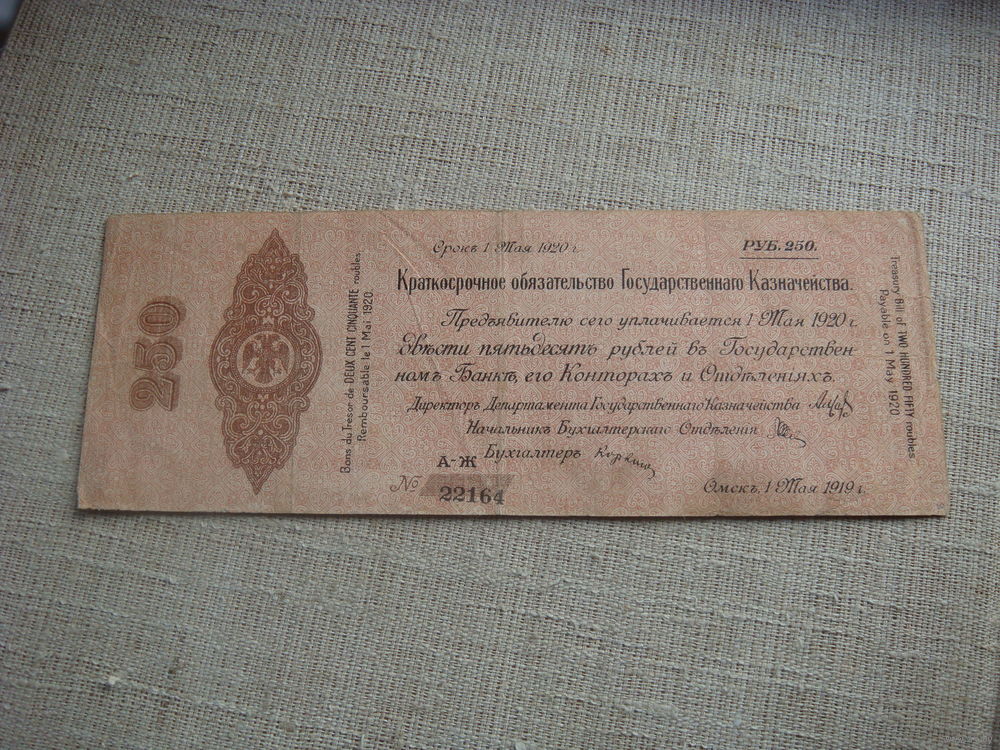 250
Bons du Tresor de DEUX CENT CINQUANTE roubles.
Remboursable le 1 Mai 1920.
Срокъ 1 Мая 1920 г.
РУБ. 250.
Краткосрочное обязательство Государственнаго Казначейства.
Предъявителю сего уплачивается 1 Мая 1920 г.
двѣсти пятьдесятъ рублей въ Государствен-
номъ Банкѣ, его Конторахъ и Отдѣленіяхъ.
Директоръ Департамента Государственнаго Казначейства
Начальникъ Бухгалтерскаго Отдѣленія
Бухгалтеръ
А-Ж
№ 22164
Омскъ, 1 Мая 1919 г.
Treasury Bill of TWO HUNDRED FIFTY roubles.
Payable on 1 May 1920.